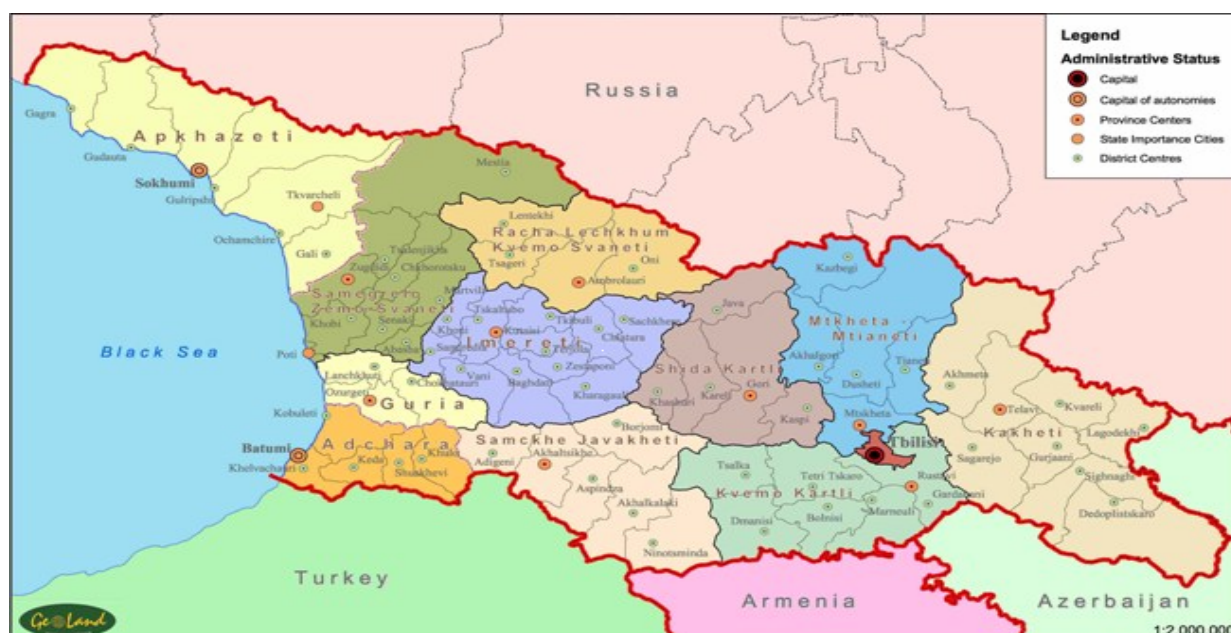 Legend
Administrative Status
Capital
Capital of autonomies
Province Centers
State Importance Cities
District Centres
Russia
Gagra
Apkhazeti
Gudauta
Mestia
Sokhumi
Gulripshi
Tkvarcheli
Lentekhi
Racha Lechkhum
Kvemo Svaneti
Ochamchire
Gali
Tsageri
Oni
Kazbegi
Zugdidi
Chkhorotsku
Ambrolauri
Samegrelo
Zemo Svaneti
Martvili
Java
Khobi
Senaki
Khoni
Tskaltubo
Tkibuli
Sachkhere
Mtkheta -
Mtianeti
Kutaisi
Chiatura
Black Sea
Poti
Abasha
Imereti
Terjola
Zestaponi
Akhalgori
Tianeti
Shida Kartli
Lanchkhuti
Chokhatauri
Vani
Baghdati
Kharagauli
Dusheti
Akhmeta
Ozurgeti
Guria
Khashuri
Kareli
Gori
Kaspi
Mtskheta
Telavi
Kvareli
Kobuleti
Borjomi
Tbilisi
Kakheti
Lagodekhi
Batumi
Adchara
Samckhe Javakheti
Sagarejo
Gurjaani
Khelvachauri
Keda
Shuakhevi
Khulo
Adigeni
Akhaltsikhe
Tsalka
Tetri Tskaro
Rustavi
Sighnaghi
Aspindza
Kvemo Kartli
Gardabani
Akhalkalaki
Bolnisi
Marneuli
Dedoplistskaro
Dmanisi
Ninotsminda
Turkey
Armenia
Azerbaijan
GeoLand
1:2 000 000